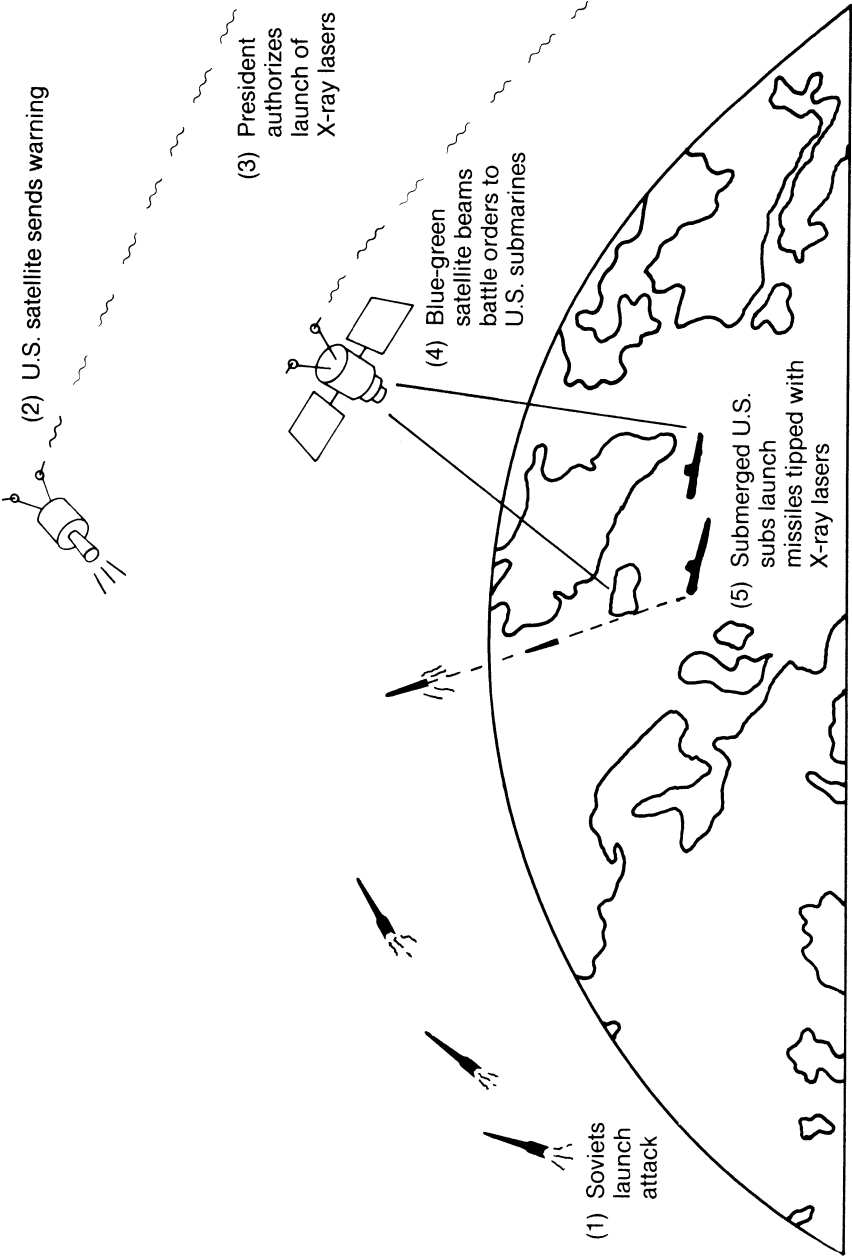 (1) Soviets
launch
attack
(2) U.S. satellite sends warning
(3) President
authorizes
launch of
X-ray lasers
(4) Blue-green
satellite beams
battle orders to
U.S. submarines
(5) Submerged U.S.
subs launch
missiles tipped with
X-ray lasers